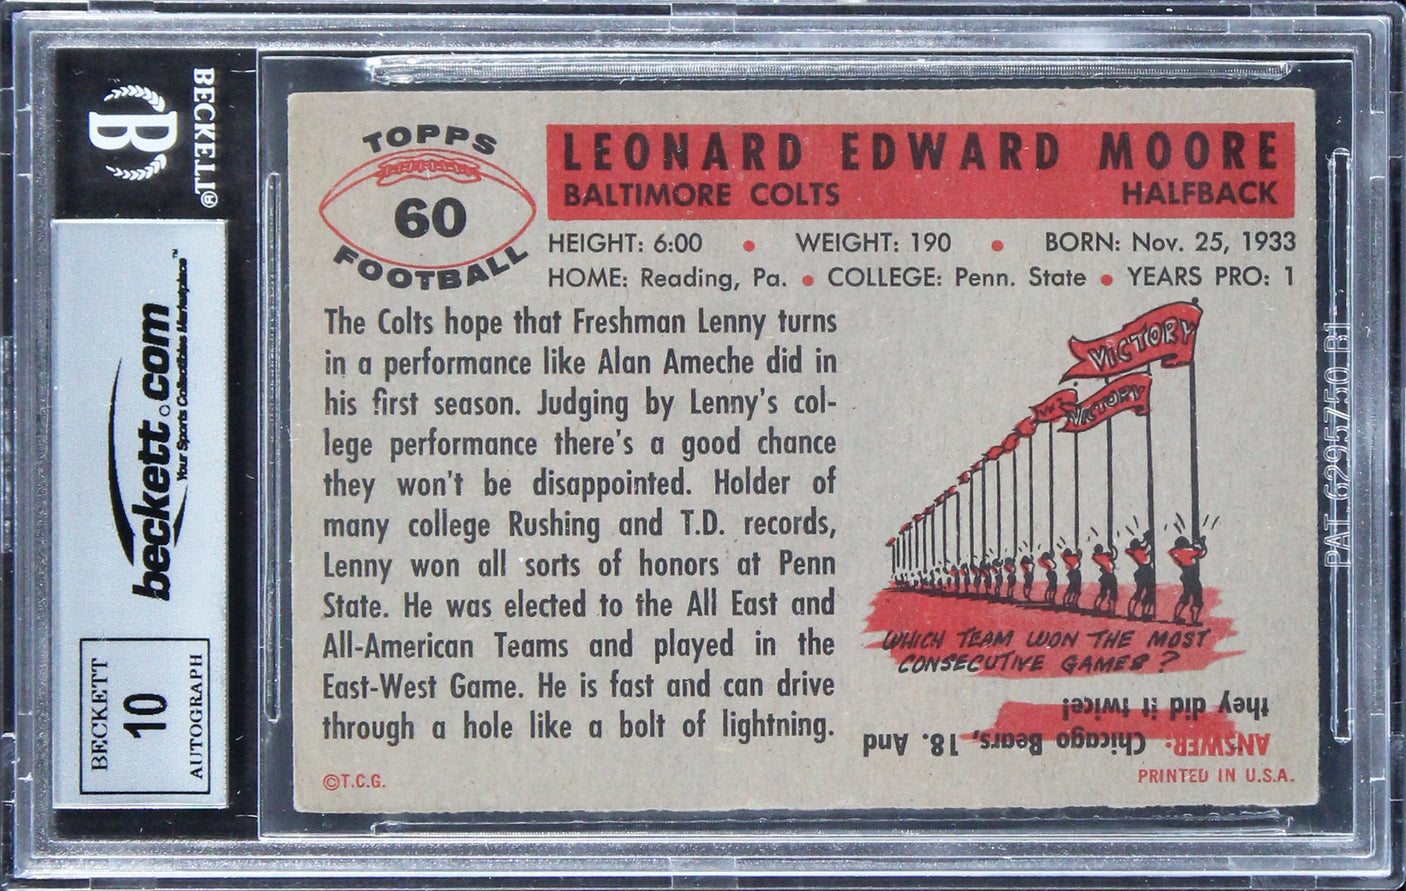 BECKETT®
B
beckett.com™
Your Sports Collectibles Marketplace
BECKETT
10
AUTOGRAPH
TOPPS
60
FOOTBALL
LEONARD EDWARD MOORE
BALTIMORE COLTS HALFBACK
HEIGHT: 6:00 • WEIGHT: 190 • BORN: Nov. 25, 1933
HOME: Reading, Pa. • COLLEGE: Penn. State • YEARS PRO: 1
The Colts hope that Freshman Lenny turns
in a performance like Alan Ameche did in
his first season. Judging by Lenny's col-
lege performance there's a good chance
they won't be disappointed. Holder of
many college Rushing and T.D. records,
Lenny won all sorts of honors at Penn
State. He was elected to the All East and
All-American Teams and played in the
East-West Game. He is fast and can drive
through a hole like a bolt of lightning.
©T.C.G.
VICTORY
VICTORY
WHICH TEAM WON THE MOST
CONSECUTIVE GAMES?
ANSWER: Chicago Bears, 18. And
they did it twice!
PRINTED IN U.S.A.
PAT. 6295750 B1